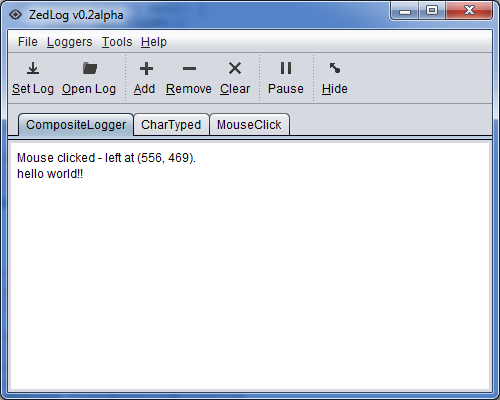 ZedLog v0.2alpha
File Loggers Tools Help
Set Log Open Log Add Remove Clear Pause Hide
CompositeLogger CharTyped MouseClick
Mouse clicked - left at (556, 469).
hello world!!